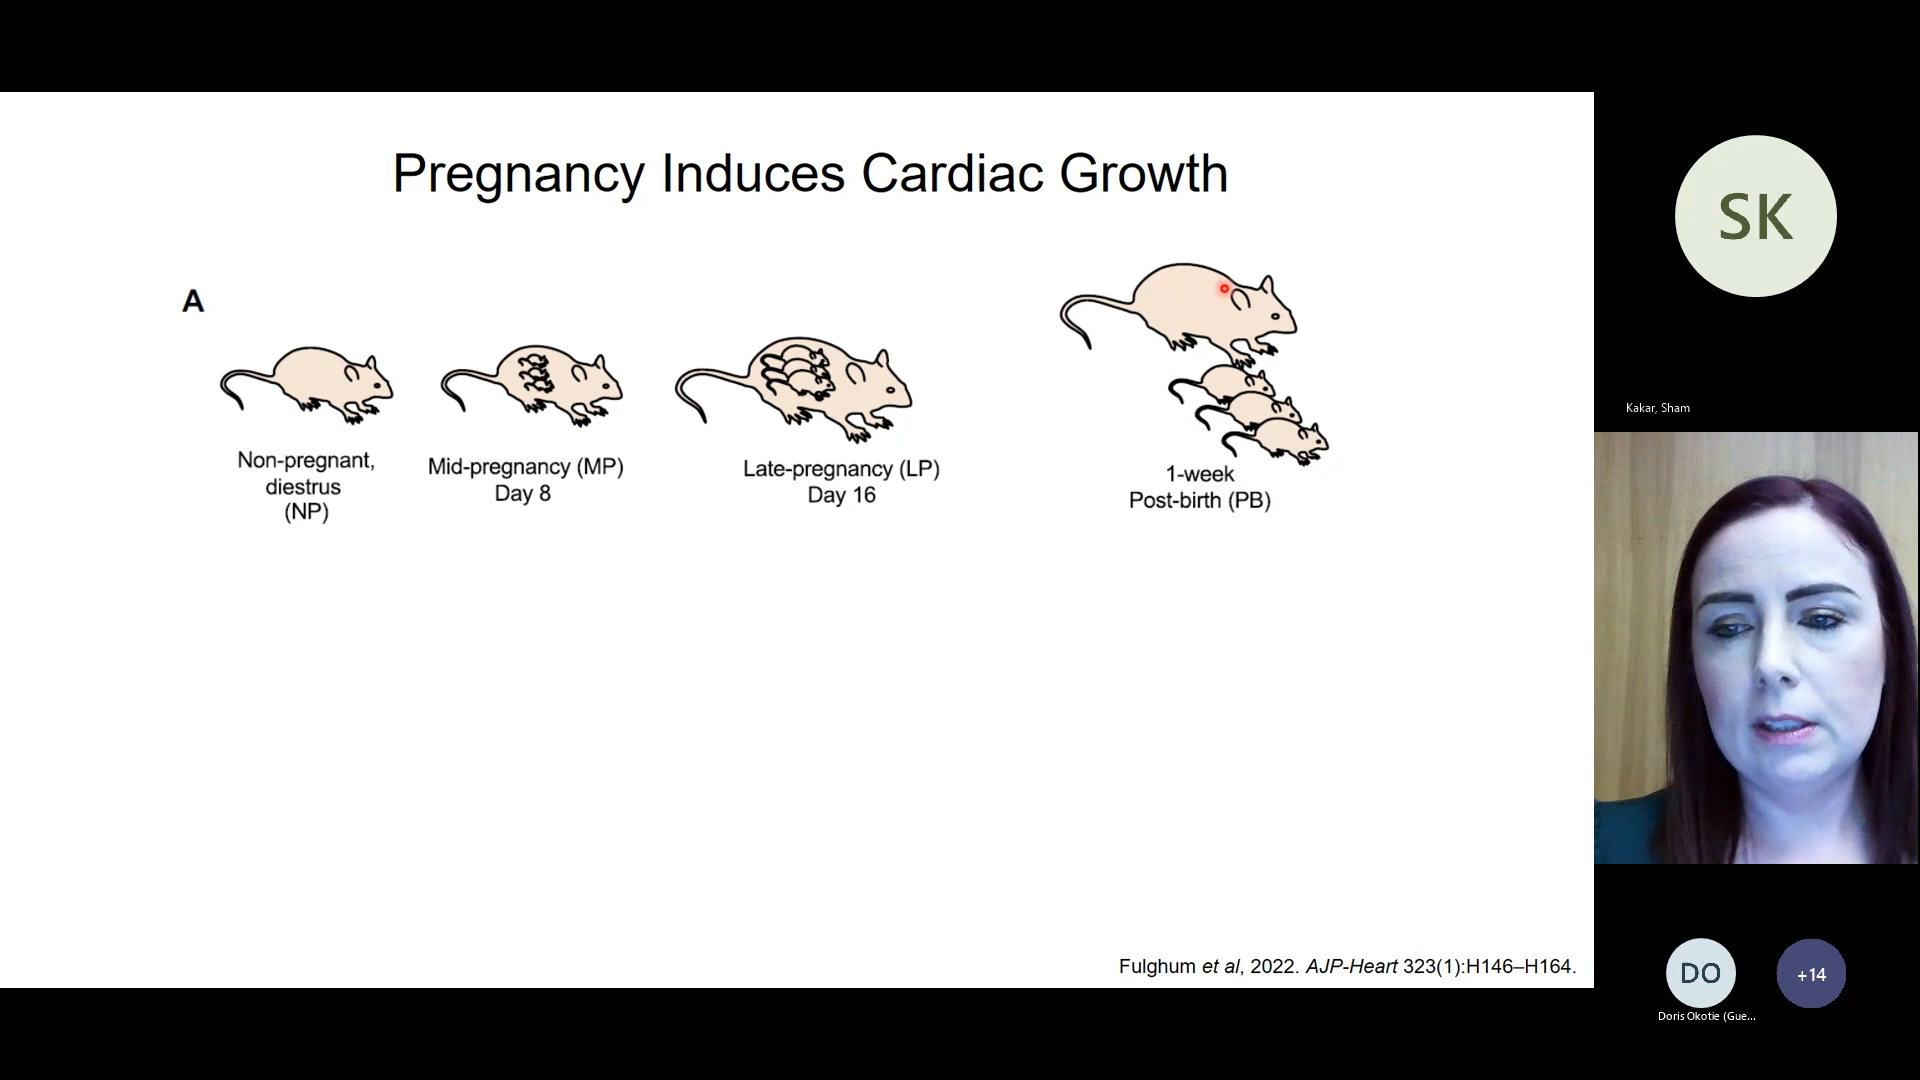 Pregnancy Induces Cardiac Growth
A
Non-pregnant,
diestrus
(NP)
Mid-pregnancy (MP)
Day 8
Late-pregnancy (LP)
Day 16
1-week
Post-birth (PB)
Fulghum et al, 2022. AJP-Heart 323(1):H146–H164.
SK
Kakar, Sham
DO
Doris Okotie (Gue...
+14